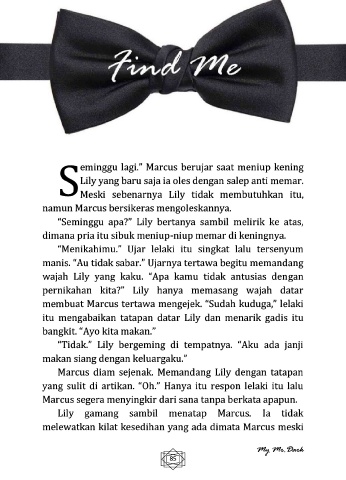 Find Me
Seminggu lagi.” Marcus berujar saat meniup kening
Lily yang baru saja ia oles dengan salep anti memar.
Meski sebenarnya Lily tidak membutuhkan itu,
namun Marcus bersikeras mengoleskannya.
“Seminggu apa?” Lily bertanya sambil melirik ke atas,
dimana pria itu sibuk meniup-niup memar di keningnya.
“Menikahimu.” Ujar lelaki itu singkat lalu tersenyum
manis. “Au tidak sabar.” Ujarnya tertawa begitu memandang
wajah Lily yang kaku. “Apa kamu tidak antusias dengan
pernikahan kita?” Lily hanya memasang wajah datar
membuat Marcus tertawa mengejek. “Sudah kuduga,” lelaki
itu mengabaikan tatapan datar Lily dan menarik gadis itu
bangkit. “Ayo kita makan.”
“Tidak.” Lily bergeming di tempatnya. “Aku ada janji
makan siang dengan keluargaku.”
Marcus diam sejenak. Memandang Lily dengan tatapan
yang sulit di artikan. “Oh.” Hanya itu respon lelaki itu lalu
Marcus segera menyingkir dari sana tanpa berkata apapun.
Lily gamang sambil menatap Marcus. Ia tidak
melewatkan kilat kesedihan yang ada dimata Marcus meski
My Mr. Dark
85